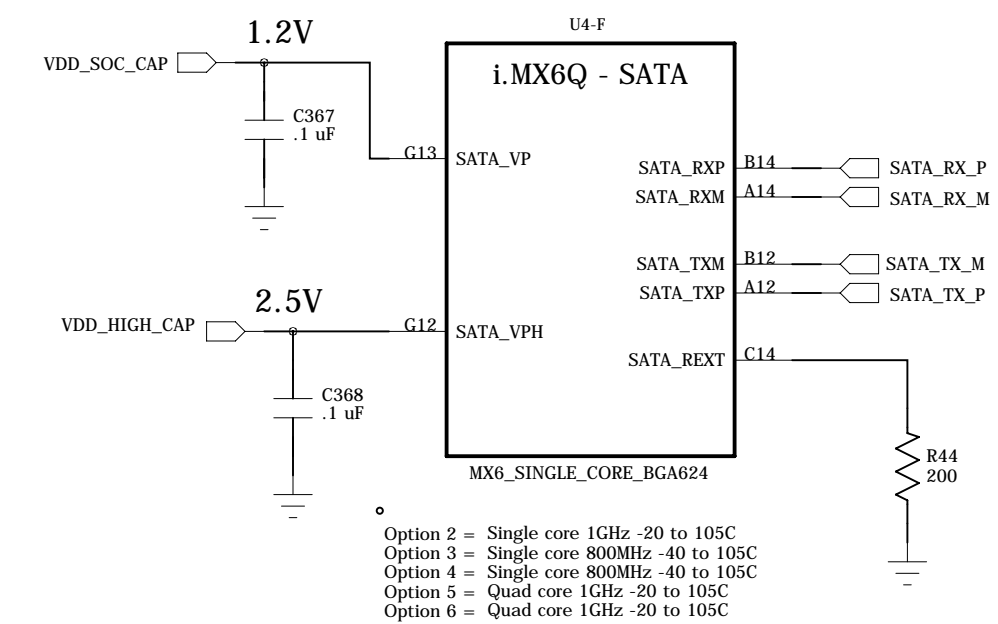 U4-F
1.2V
VDD_SOC_CAP
i.MX6Q - SATA
C367
.1 uF
G13 SATA_VP
SATA_RXP B14 SATA_RX_P
SATA_RXM A14 SATA_RX_M
SATA_TXM B12 SATA_TX_M
SATA_TXP A12 SATA_TX_P
2.5V
VDD_HIGH_CAP
G12 SATA_VPH
SATA_REXT C14
C368
.1 uF
R44
200
MX6_SINGLE_CORE_BGA624
Option 2 = Single core 1GHz -20 to 105C
Option 3 = Single core 800MHz -40 to 105C
Option 4 = Single core 800MHz -40 to 105C
Option 5 = Quad core 1GHz -20 to 105C
Option 6 = Quad core 1GHz -20 to 105C